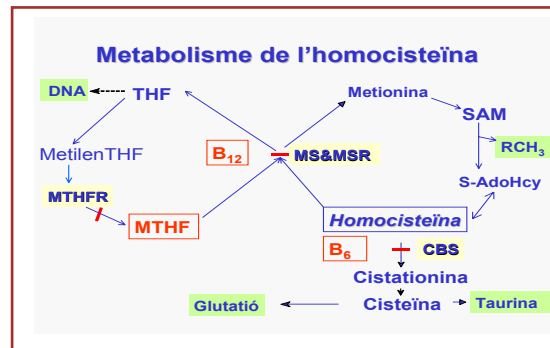 Metabolisme de l'homocisteïna
DNA
THF
Metionina
SAM
RCH3
MetilenTHF
B12
MS&MSR
S-AdoHcy
MTHFR
MTHF
Homocisteïna
B6
CBS
Cistationina
Glutatió
Cisteïna
Taurina